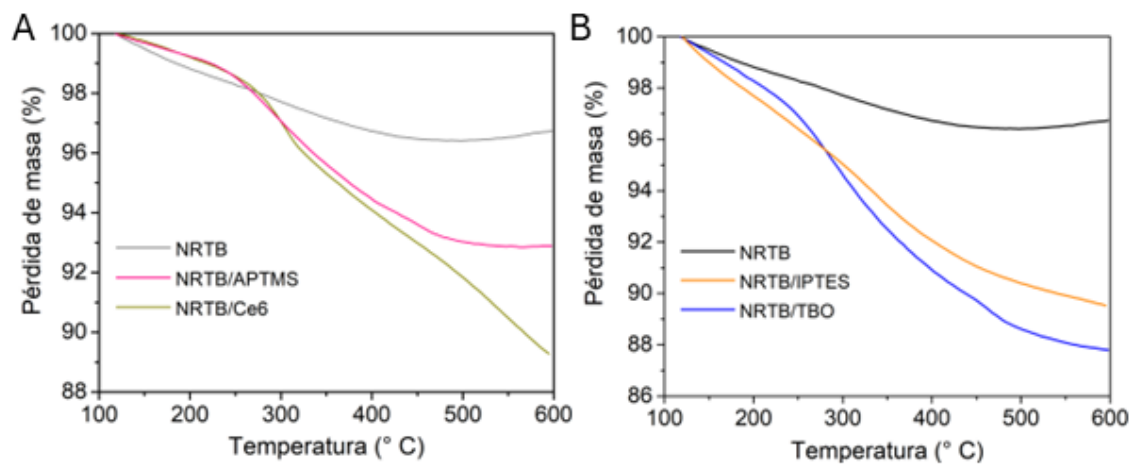 A
100
98
96
94
92
90
88
Pérdida de masa (%)
NRTB
NRTB/APTMS
NRTB/Ce6
100 200 300 400 500 600
Temperatura (° C)
B
100
98
96
94
92
90
88
86
Pérdida de masa (%)
NRTB
NRTB/IPTES
NRTB/TBO
100 200 300 400 500 600
Temperatura (° C)